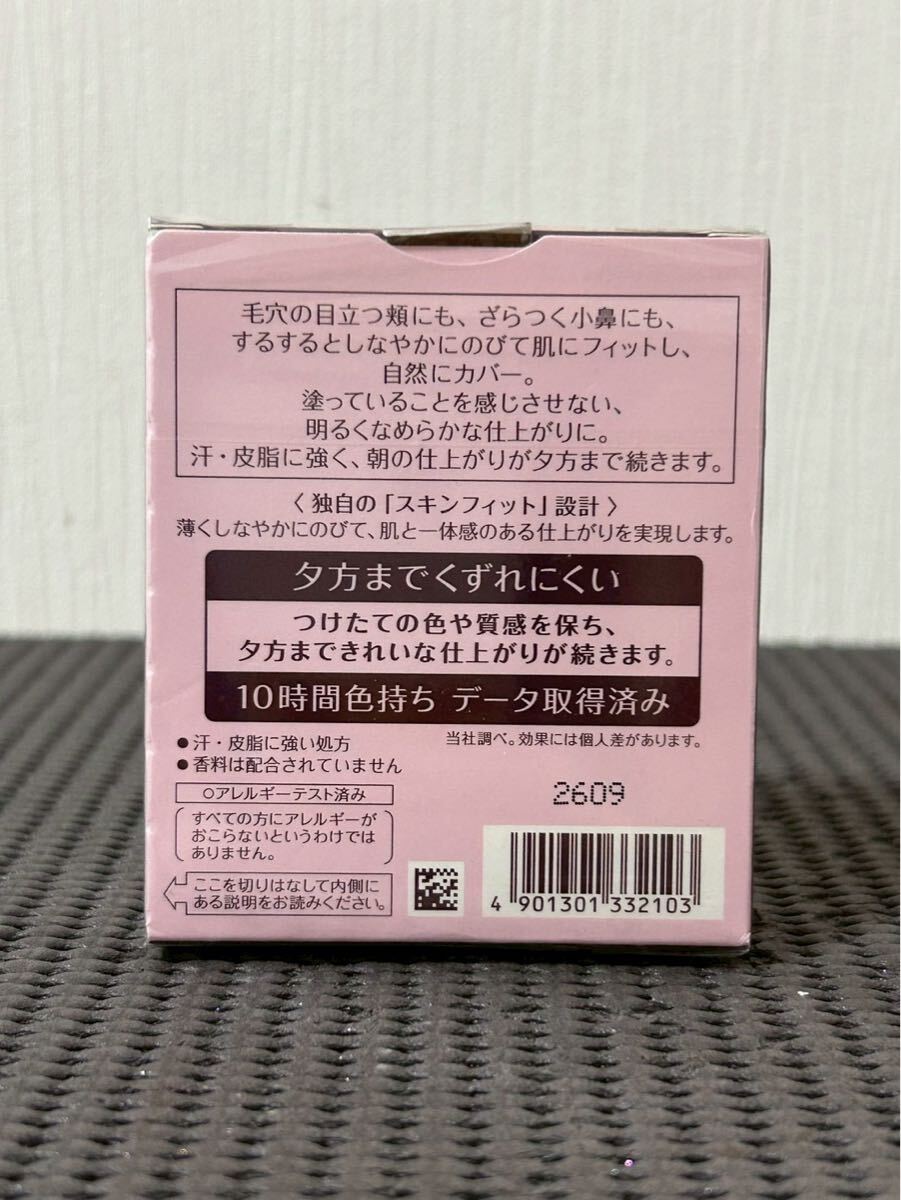 毛穴の目立つ頬にも、ざらつく小鼻にも、
するするとしなやかにのびて肌にフィットし、
自然にカバー。
塗っていることを感じさせない、
明るくなめらかな仕上がりに。
汗・皮脂に強く、朝の仕上がりが夕方まで続きます。
〈 独自の「スキンフィット」設計 〉
薄くしなやかにのびて、肌と一体感のある仕上がりを実現します。
夕方までくずれにくい
つけたての色や質感を保ち、
夕方まできれいな仕上がりが続きます。
10時間色持ち データ取得済み
当社調べ。効果には個人差があります。
●汗・皮脂に強い処方
●香料は配合されていません
○アレルギーテスト済み
すべての方にアレルギーが
おこらないというわけでは
ありません。
ここを切りはなして内側に
ある説明をお読みください。
2609
4 901301 332103